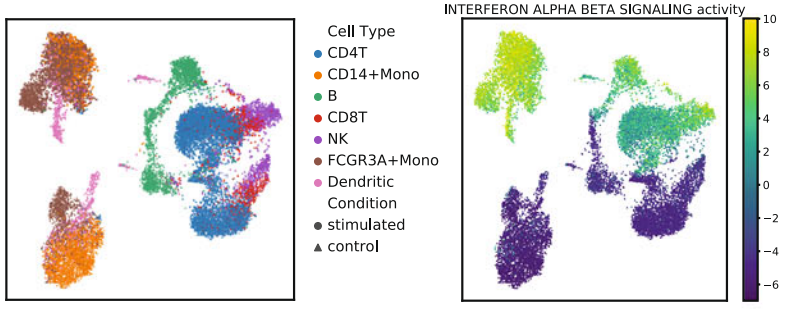 Cell Type
CD4T
CD14+Mono
B
CD8T
NK
FCGR3A+Mono
Dendritic
Condition
stimulated
control
INTERFERON ALPHA BETA SIGNALING activity
10
8
6
4
2
0
−2
−4
−6